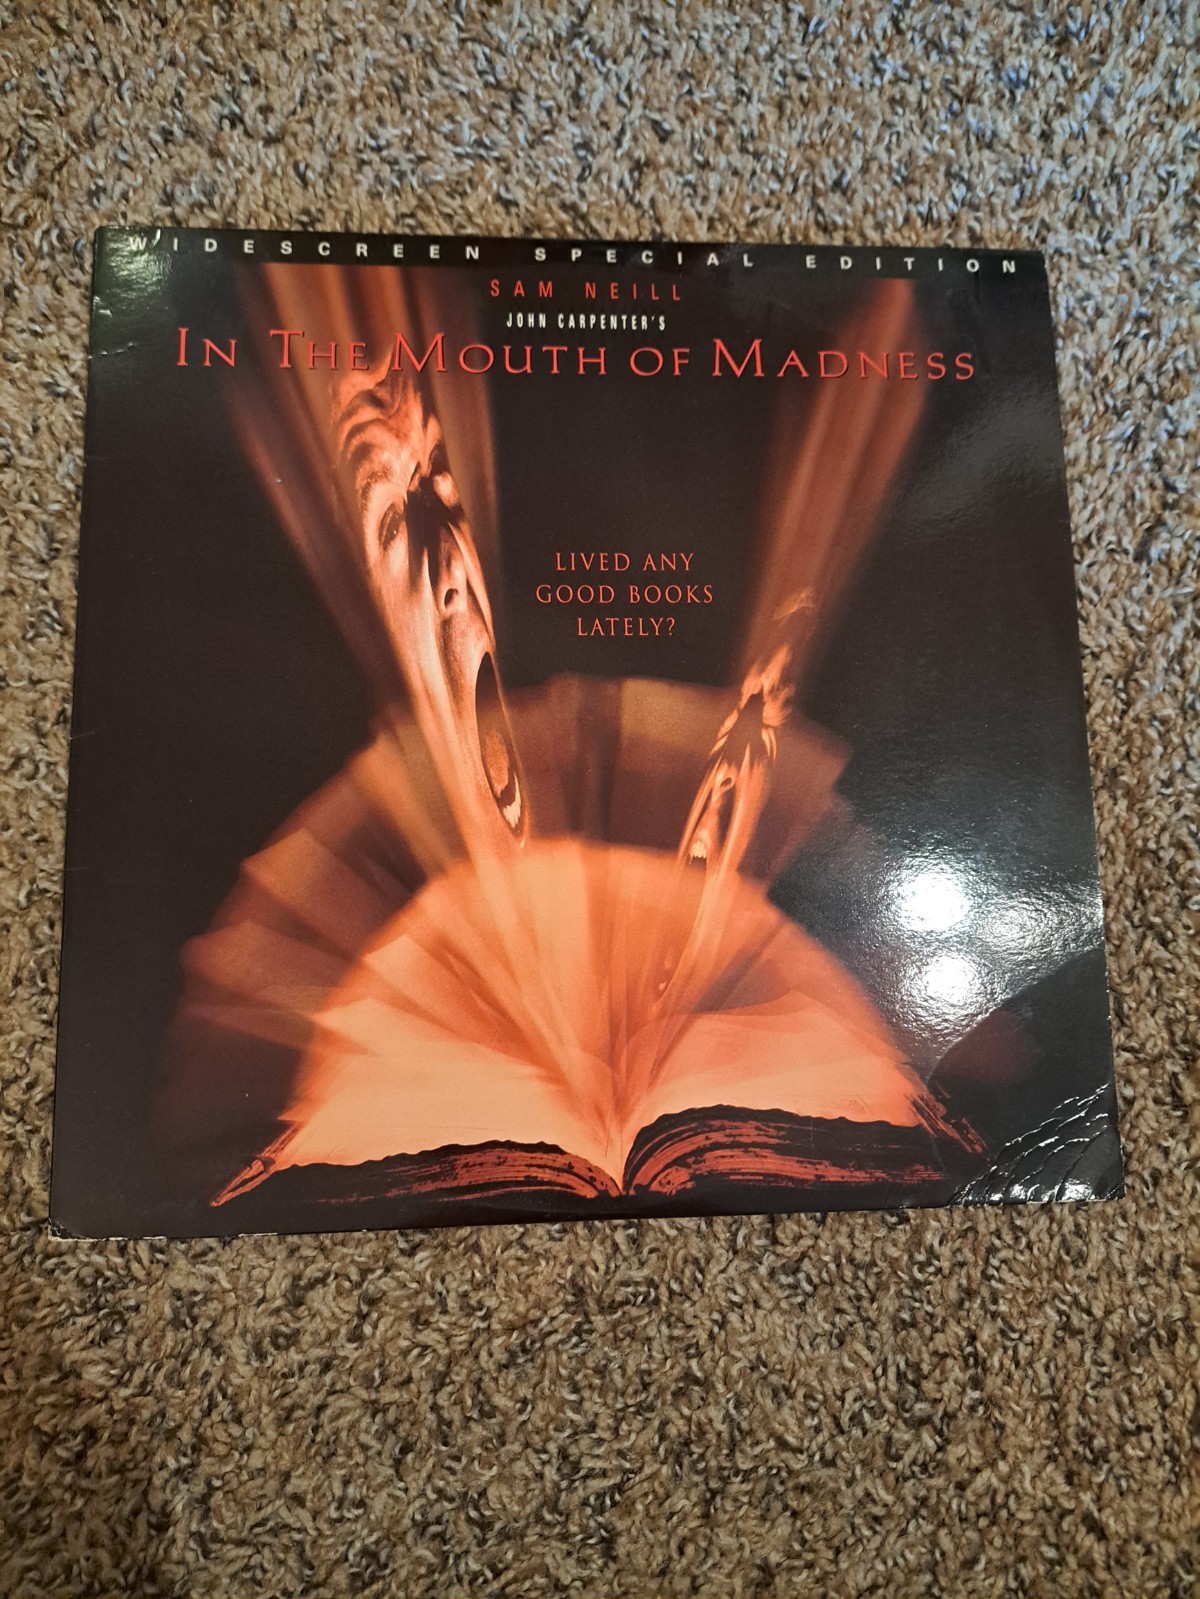 WIDESCREEN SPECIAL EDITION
SAM NEILL
JOHN CARPENTER'S
IN THE MOUTH OF MADNESS
LIVED ANY
GOOD BOOKS
LATELY?